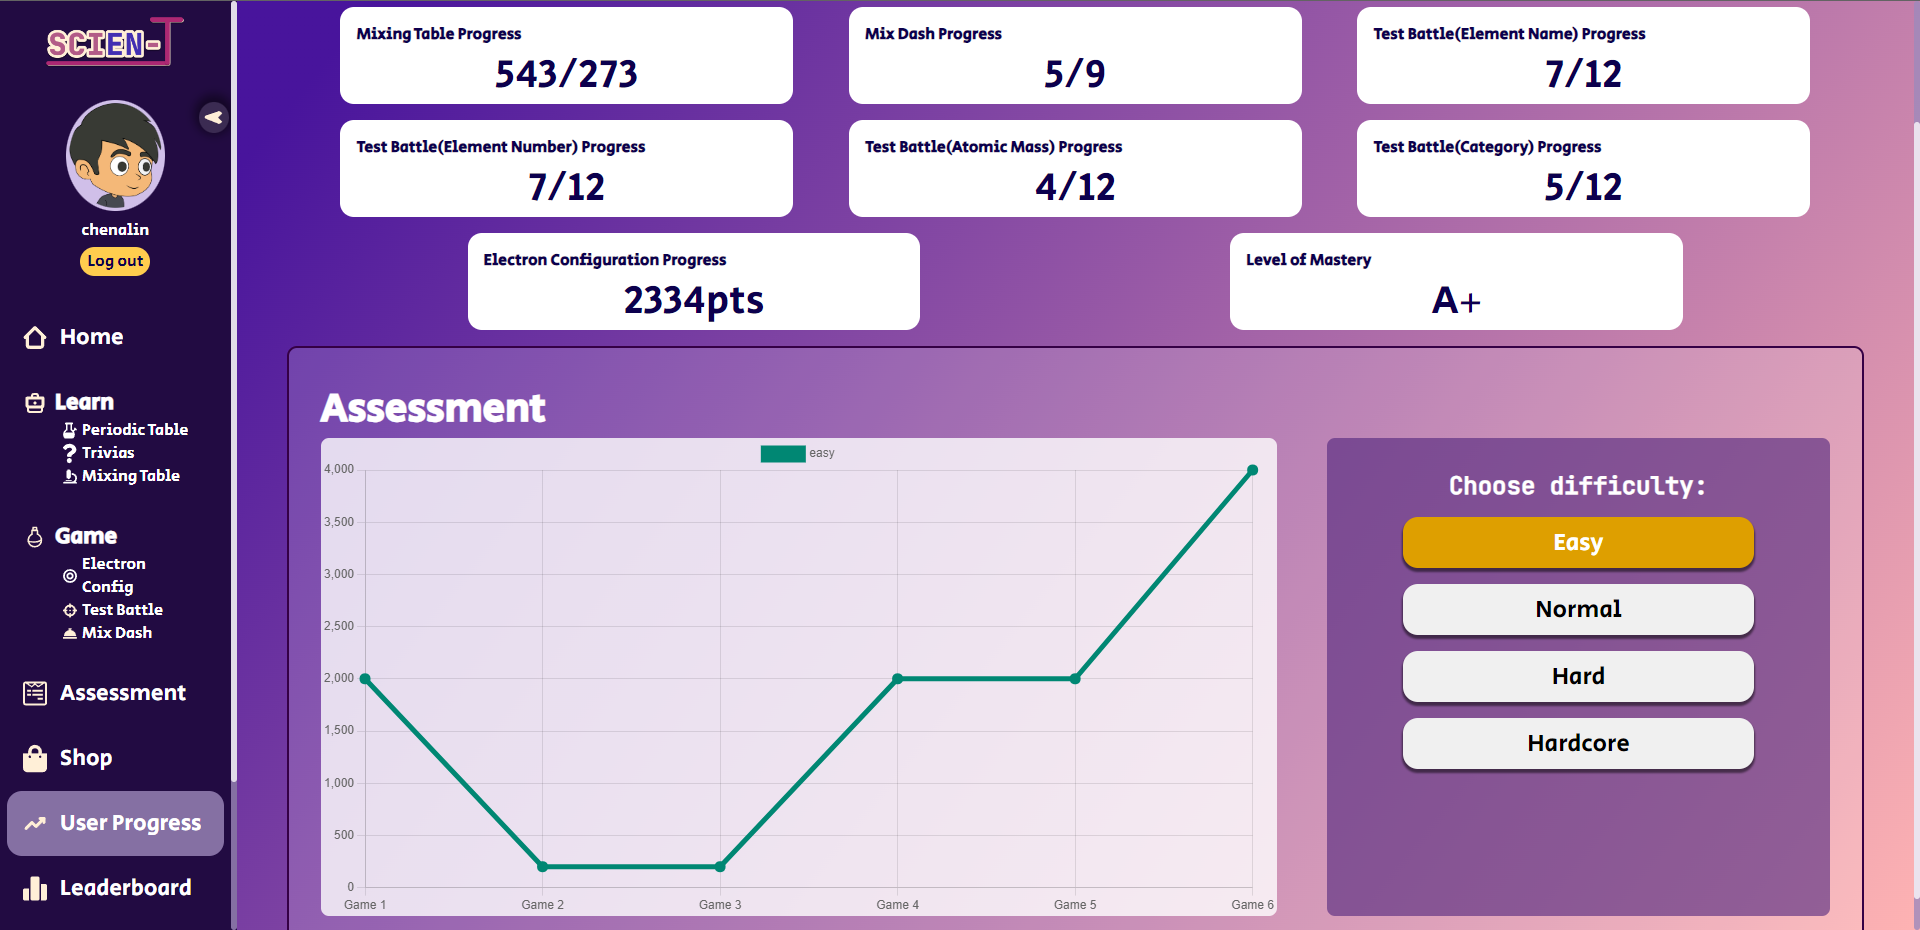 SCIEN-T
chenalin
Log out
Home
Learn
Periodic Table
Trivias
Mixing Table
Game
Electron
Config
Test Battle
Mix Dash
Assessment
Shop
User Progress
Leaderboard
Mixing Table Progress
543/273
Mix Dash Progress
5/9
Test Battle(Element Name) Progress
7/12
Test Battle(Element Number) Progress
7/12
Test Battle(Atomic Mass) Progress
4/12
Test Battle(Category) Progress
5/12
Electron Configuration Progress
2334pts
Level of Mastery
A+
Assessment
easy
4,000
3,500
3,000
2,500
2,000
1,500
1,000
500
0
Game 1
Game 2
Game 3
Game 4
Game 5
Game 6
Choose difficulty:
Easy
Normal
Hard
Hardcore